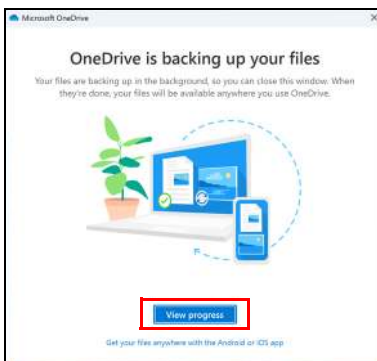 Microsoft OneDrive
OneDrive is backing up your files
Your files are backing up in the background, so you can close this window. When
they're done, your files will be available anywhere you use OneDrive.
View progress
Get your files anywhere with the Android or iOS app